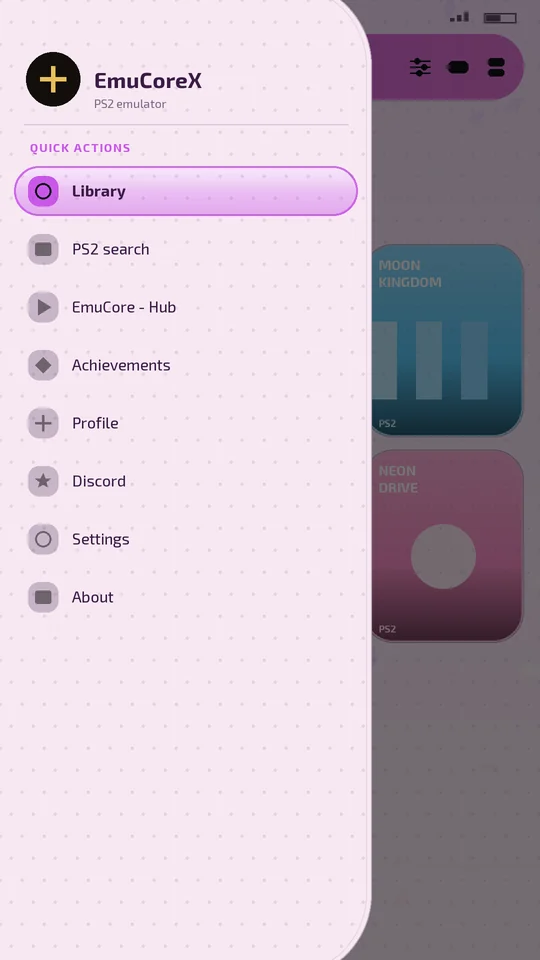 EmuCoreX
PS2 emulator
QUICK ACTIONS
Library
PS2 search
EmuCore - Hub
Achievements
Profile
Discord
Settings
About
MOON
KINGDOM
PS2
NEON
DRIVE
PS2